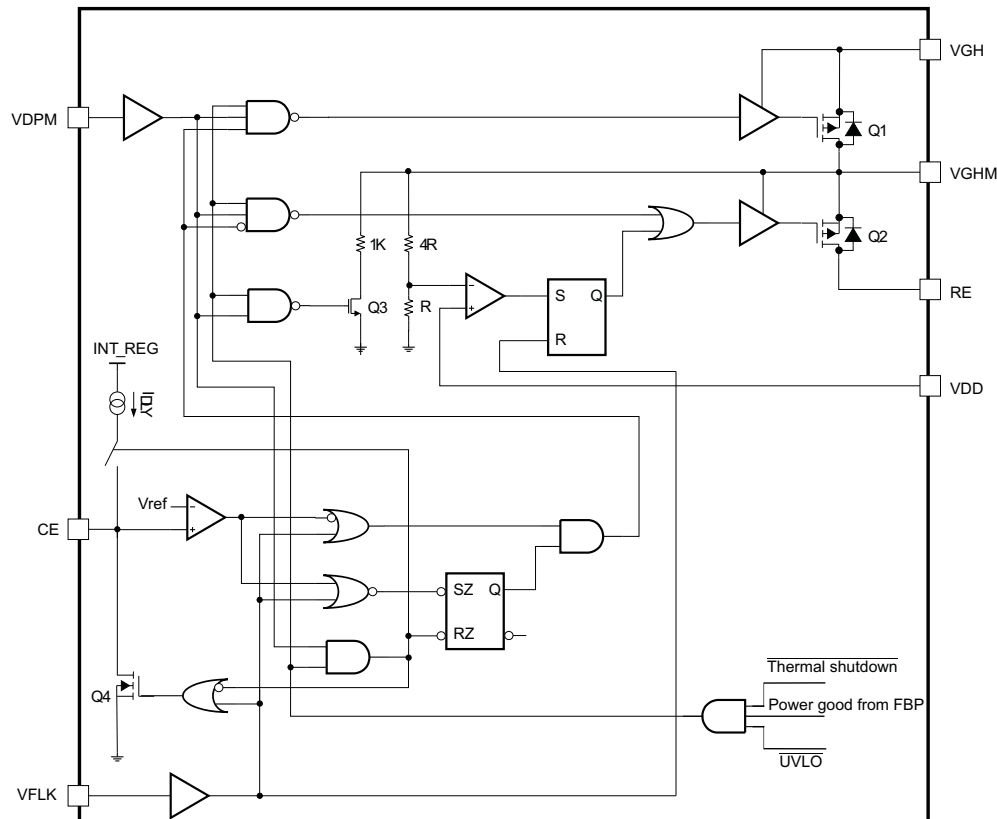 VGH
VDPM
Q1
VGHM
1K
4R
Q2
Q3
R
S
Q
R
RE
INT_REG
VDD
Vref
CE
SZ
Q
RZ
Q4
Thermal shutdown
Power good from FBP
UVLO
VFLK